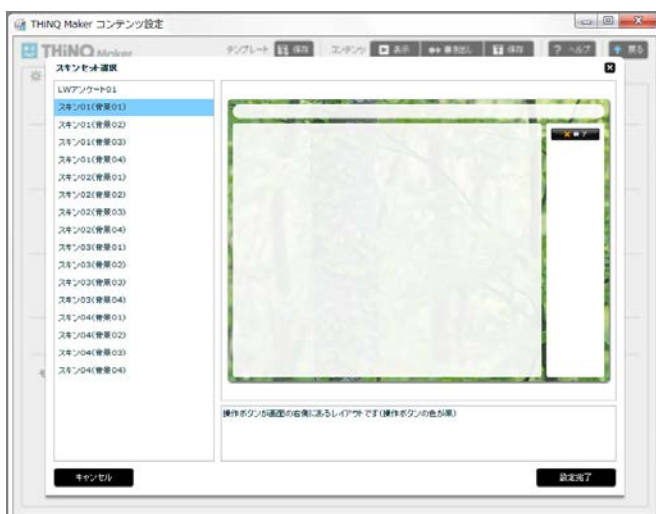 THiNQ Maker コンテンツ設定
THiNQ Maker テンプレート 保存 コンテンツ 表示 書き出し 保存 ? ヘルプ 戻る
スキンセット選択
LWアンケート01
スキン01(背景01)
スキン01(背景02)
スキン01(背景03)
スキン01(背景04)
スキン02(背景01)
スキン02(背景02)
スキン02(背景03)
スキン02(背景04)
スキン03(背景01)
スキン03(背景02)
スキン03(背景03)
スキン03(背景04)
スキン04(背景01)
スキン04(背景02)
スキン04(背景03)
スキン04(背景04)
終了
操作ボタンが画面の右側にあるレイアウトです(操作ボタンの色が黒)
キャンセル
設定完了